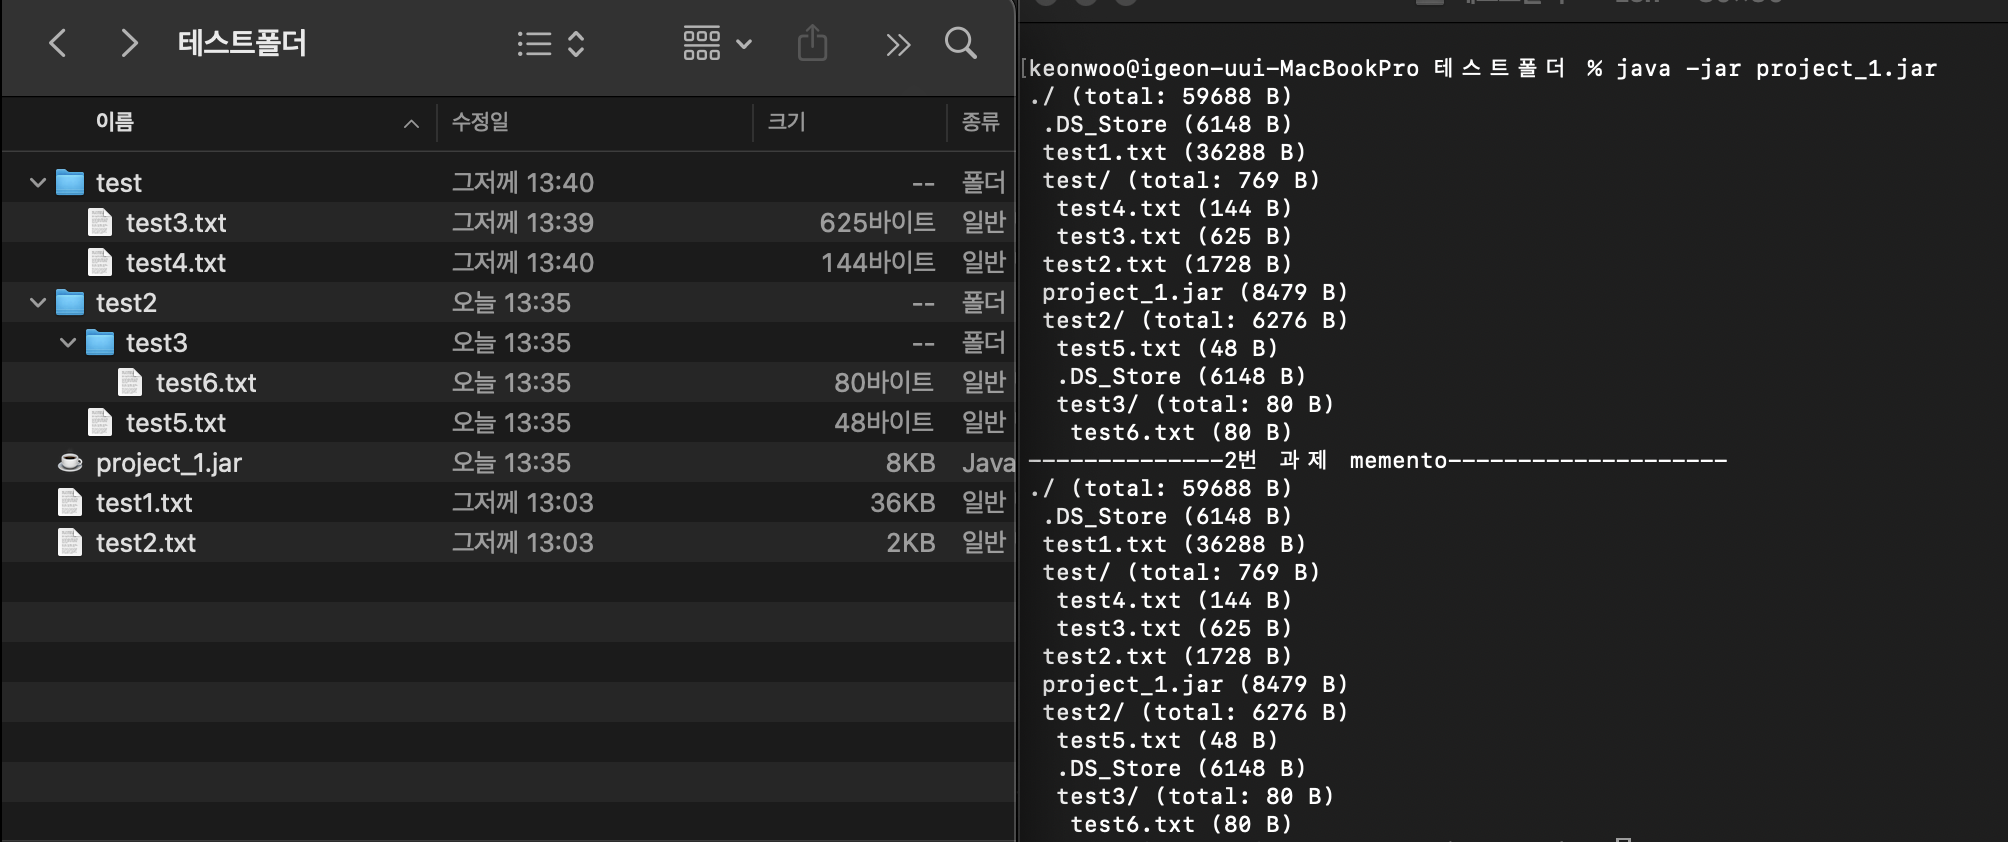 테스트폴더
이름 수정일 크기 종류
test 그저께 13:40 -- 폴더
test3.txt 그저께 13:39 625바이트 일반
test4.txt 그저께 13:40 144바이트 일반
test2 오늘 13:35 -- 폴더
test3 오늘 13:35 -- 폴더
test6.txt 오늘 13:35 80바이트 일반
test5.txt 오늘 13:35 48바이트 일반
project_1.jar 오늘 13:35 8KB Java
test1.txt 그저께 13:03 36KB 일반
test2.txt 그저께 13:03 2KB 일반
[keonwoo@igeon-uui-MacBookPro 테스트폴더 % java -jar project_1.jar
./ (total: 59688 B)
.DS_Store (6148 B)
test1.txt (36288 B)
test/ (total: 769 B)
test4.txt (144 B)
test3.txt (625 B)
test2.txt (1728 B)
project_1.jar (8479 B)
test2/ (total: 6276 B)
test5.txt (48 B)
.DS_Store (6148 B)
test3/ (total: 80 B)
test6.txt (80 B)
--------------2번 과제 memento--------------------
./ (total: 59688 B)
.DS_Store (6148 B)
test1.txt (36288 B)
test/ (total: 769 B)
test4.txt (144 B)
test3.txt (625 B)
test2.txt (1728 B)
project_1.jar (8479 B)
test2/ (total: 6276 B)
test5.txt (48 B)
.DS_Store (6148 B)
test3/ (total: 80 B)
test6.txt (80 B)